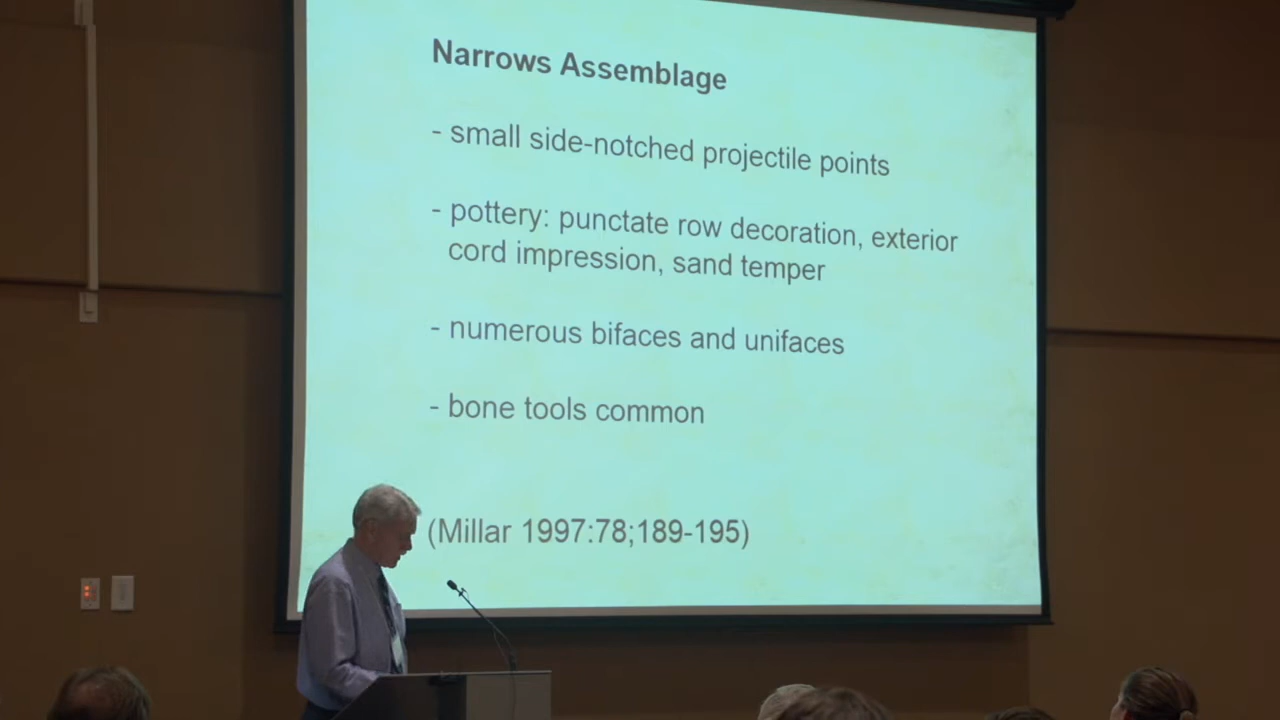 Narrows Assemblage
- small side-notched projectile points
- pottery: punctate row decoration, exterior
cord impression, sand temper
- numerous bifaces and unifaces
- bone tools common
(Millar 1997:78;189-195)